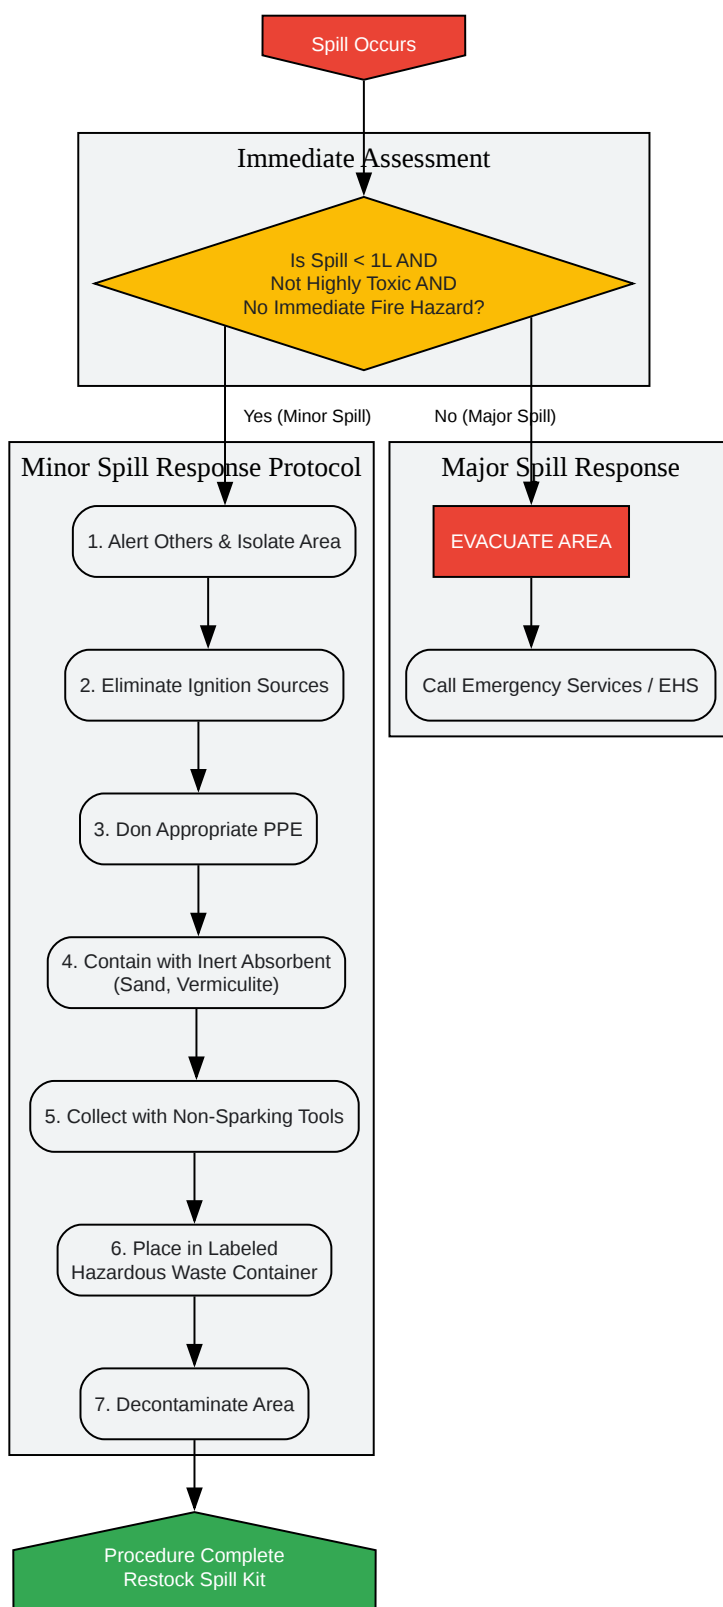 Spill Occurs
Immediate Assessment
Is Spill < 1L AND
Not Highly Toxic AND
No Immediate Fire Hazard?
Yes (Minor Spill)
No (Major Spill)
Minor Spill Response Protocol
1. Alert Others & Isolate Area
2. Eliminate Ignition Sources
3. Don Appropriate PPE
4. Contain with Inert Absorbent
(Sand, Vermiculite)
5. Collect with Non-Sparking Tools
6. Place in Labeled
Hazardous Waste Container
7. Decontaminate Area
Major Spill Response
EVACUATE AREA
Call Emergency Services / EHS
Procedure Complete
Restock Spill Kit